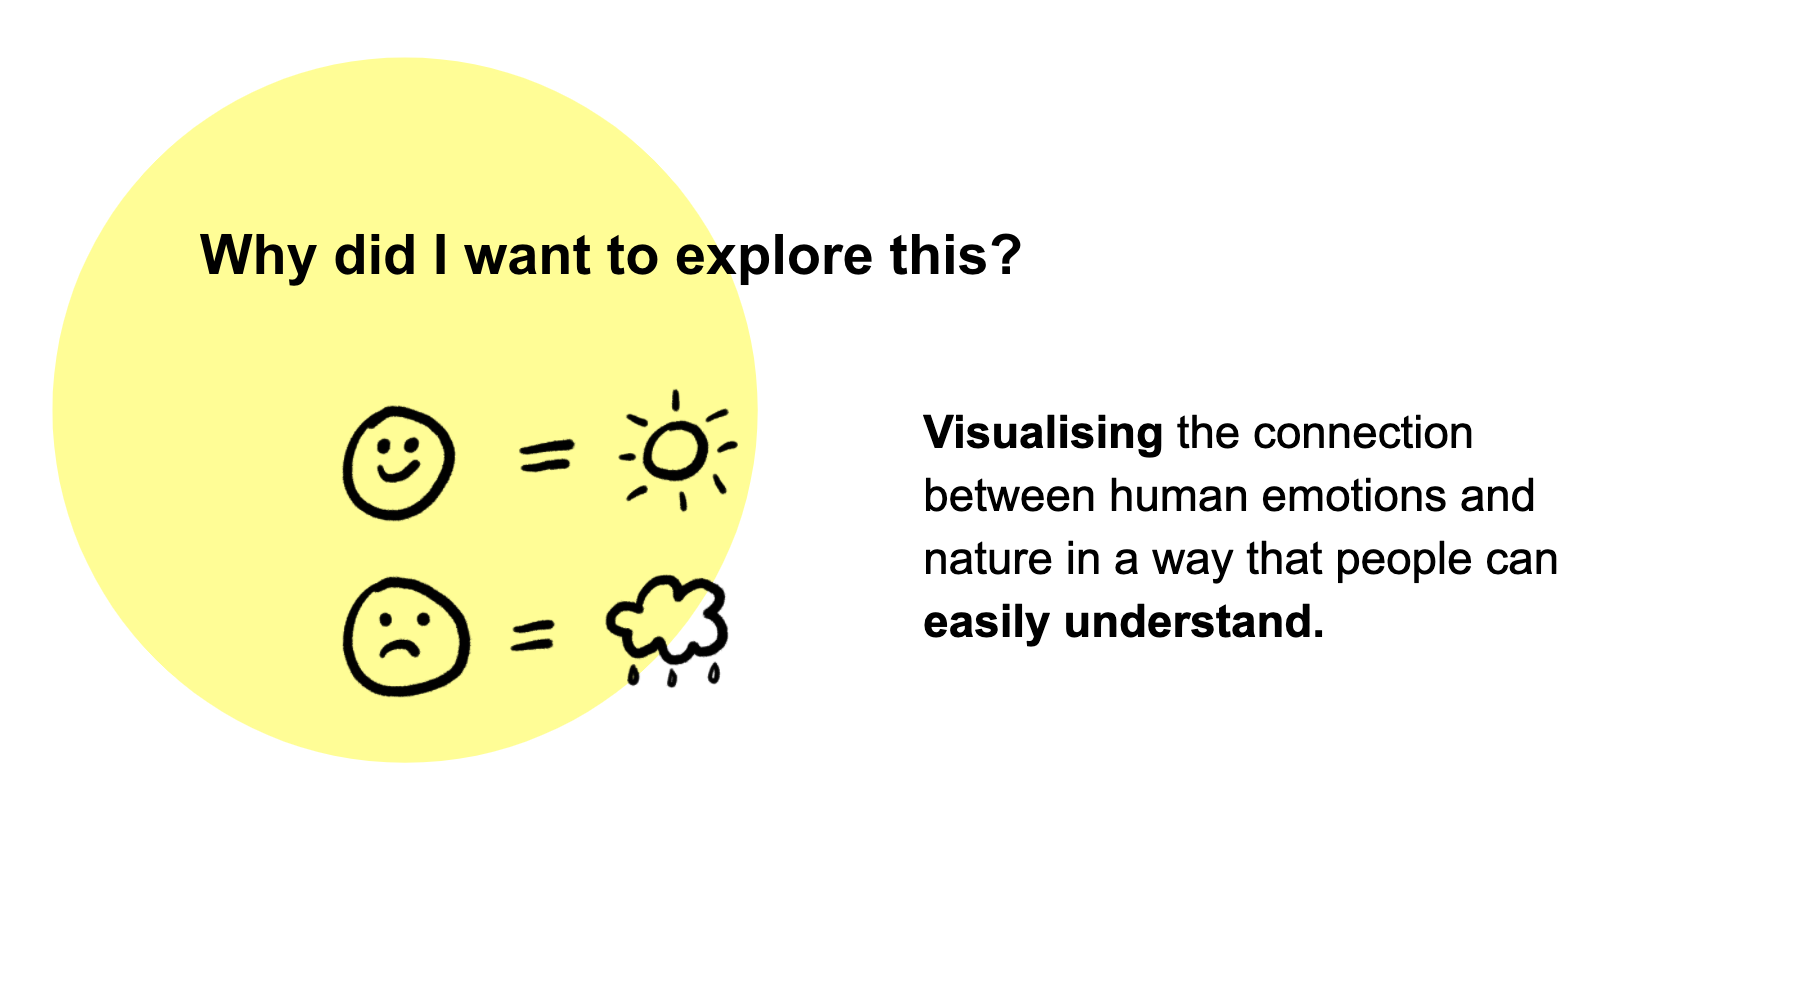 Why did I want to explore this?
=
=
Visualising the connection
between human emotions and
nature in a way that people can
easily understand.